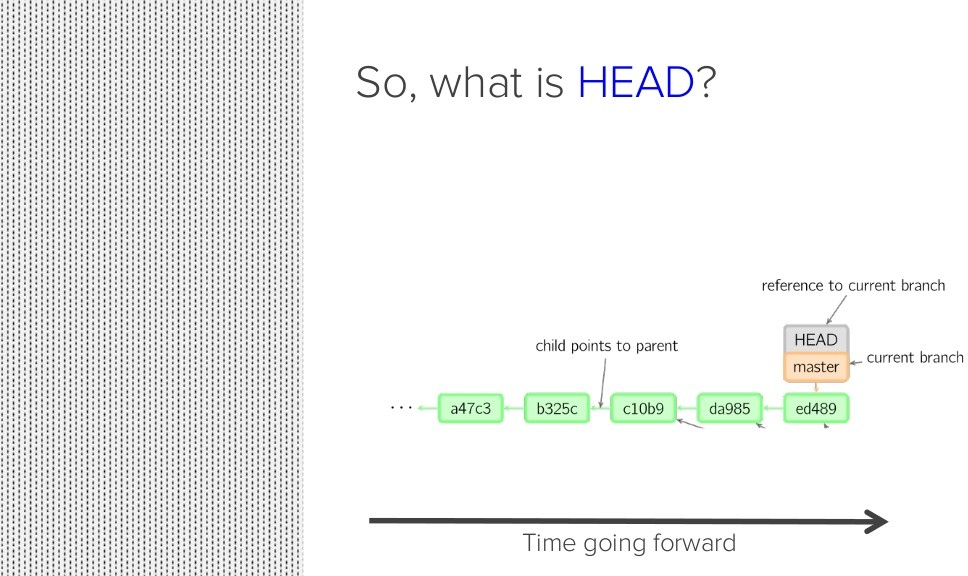 So, what is HEAD?
reference to current branch
HEAD
child points to parent
current branch
master
··· a47c3 b325c c10b9 da985 ed489
Time going forward